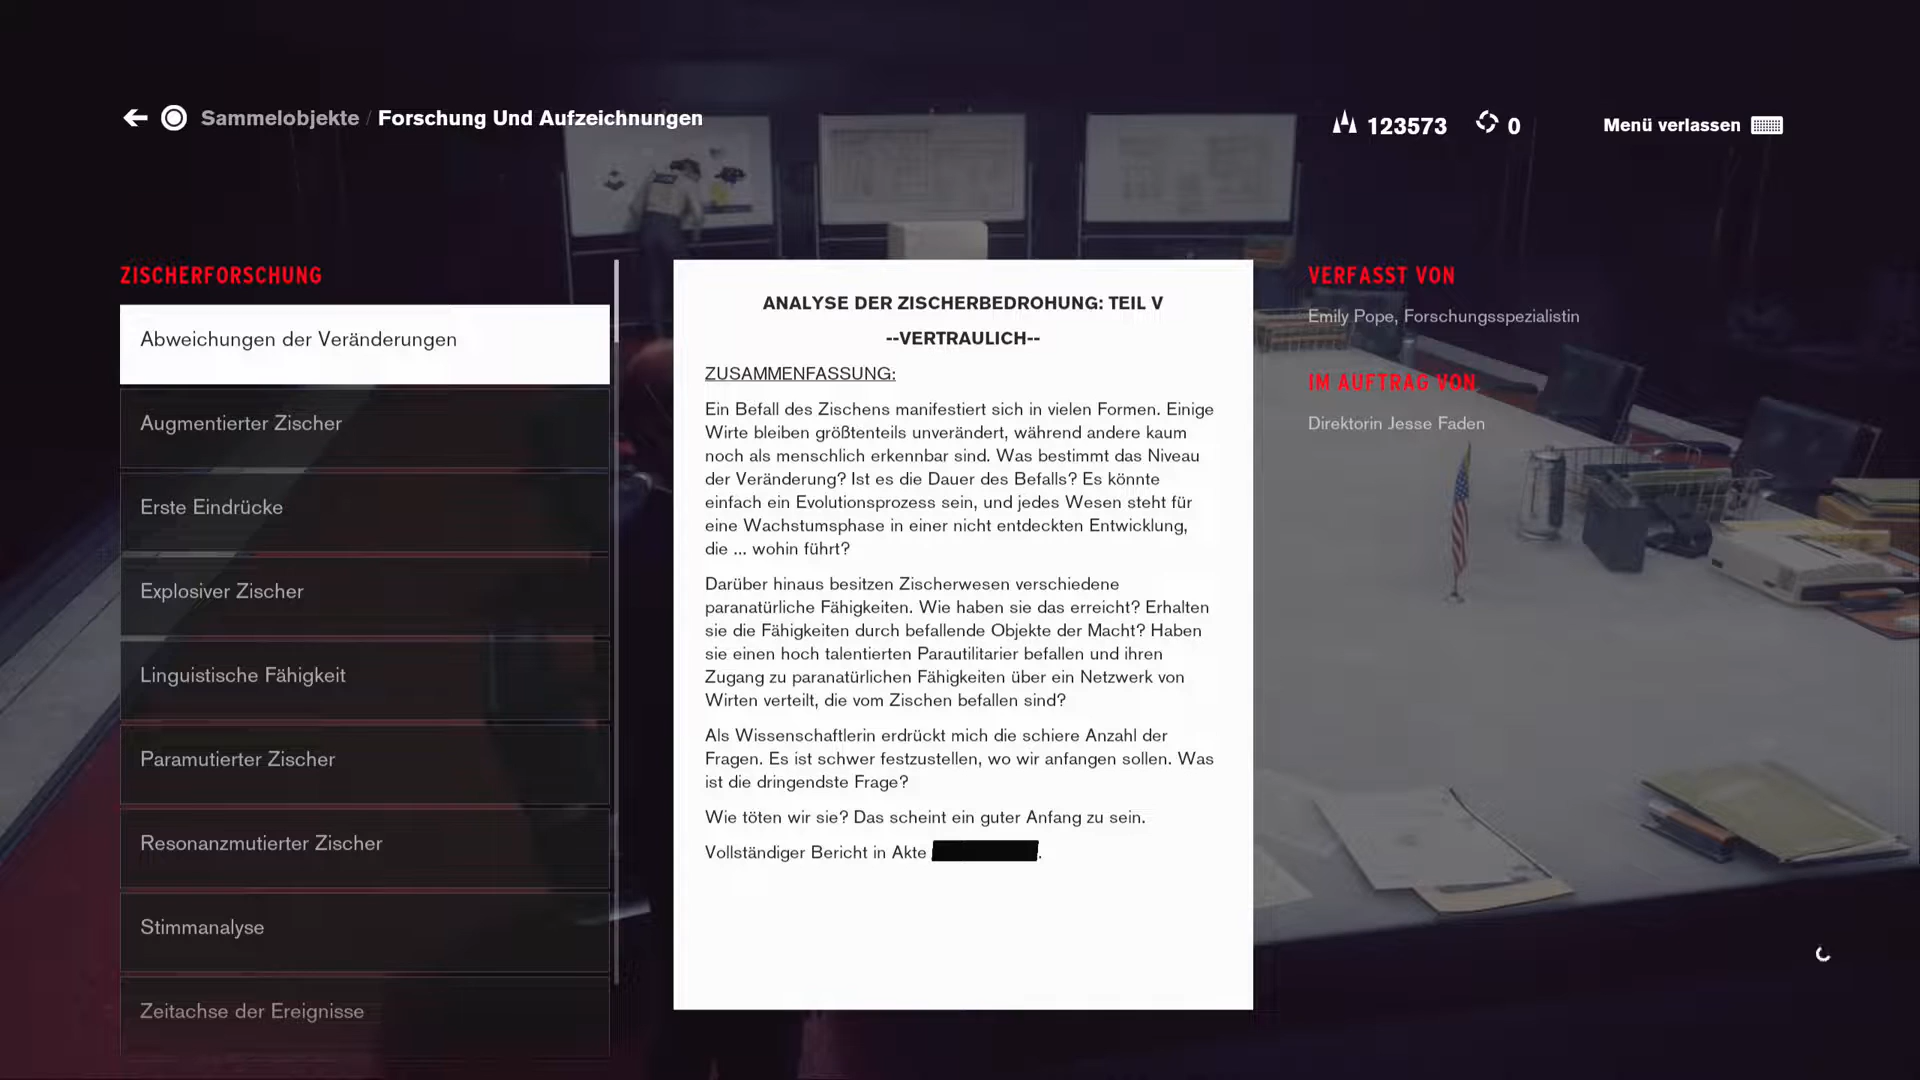 Sammelobjekte / Forschung Und Aufzeichnungen
123573
0
Menü verlassen
ZISCHERFORSCHUNG
Abweichungen der Veränderungen
Augmentierter Zischer
Erste Eindrücke
Explosiver Zischer
Linguistische Fähigkeit
Paramutierter Zischer
Resonanzmutierter Zischer
Stimmanalyse
Zeitachse der Ereignisse
ANALYSE DER ZISCHERBEDROHUNG: TEIL V
--VERTRAULICH--
ZUSAMMENFASSUNG:
Ein Befall des Zischens manifestiert sich in vielen Formen. Einige
Wirte bleiben größtenteils unverändert, während andere kaum
noch als menschlich erkennbar sind. Was bestimmt das Niveau
der Veränderung? Ist es die Dauer des Befalls? Es könnte
einfach ein Evolutionsprozess sein, und jedes Wesen steht für
eine Wachstumsphase in einer nicht entdeckten Entwicklung,
die ... wohin führt?
Darüber hinaus besitzen Zischerwesen verschiedene
paranatürliche Fähigkeiten. Wie haben sie das erreicht? Erhalten
sie die Fähigkeiten durch befallende Objekte der Macht? Haben
sie einen hoch talentierten Parautilitarier befallen und ihren
Zugang zu paranatürlichen Fähigkeiten über ein Netzwerk von
Wirten verteilt, die vom Zischen befallen sind?
Als Wissenschaftlerin erdrückt mich die schiere Anzahl der
Fragen. Es ist schwer festzustellen, wo wir anfangen sollen. Was
ist die dringendste Frage?
Wie töten wir sie? Das scheint ein guter Anfang zu sein.
Vollständiger Bericht in Akte .
VERFASST VON
Emily Pope, Forschungsspezialistin
IM AUFTRAG VON
Direktorin Jesse Faden